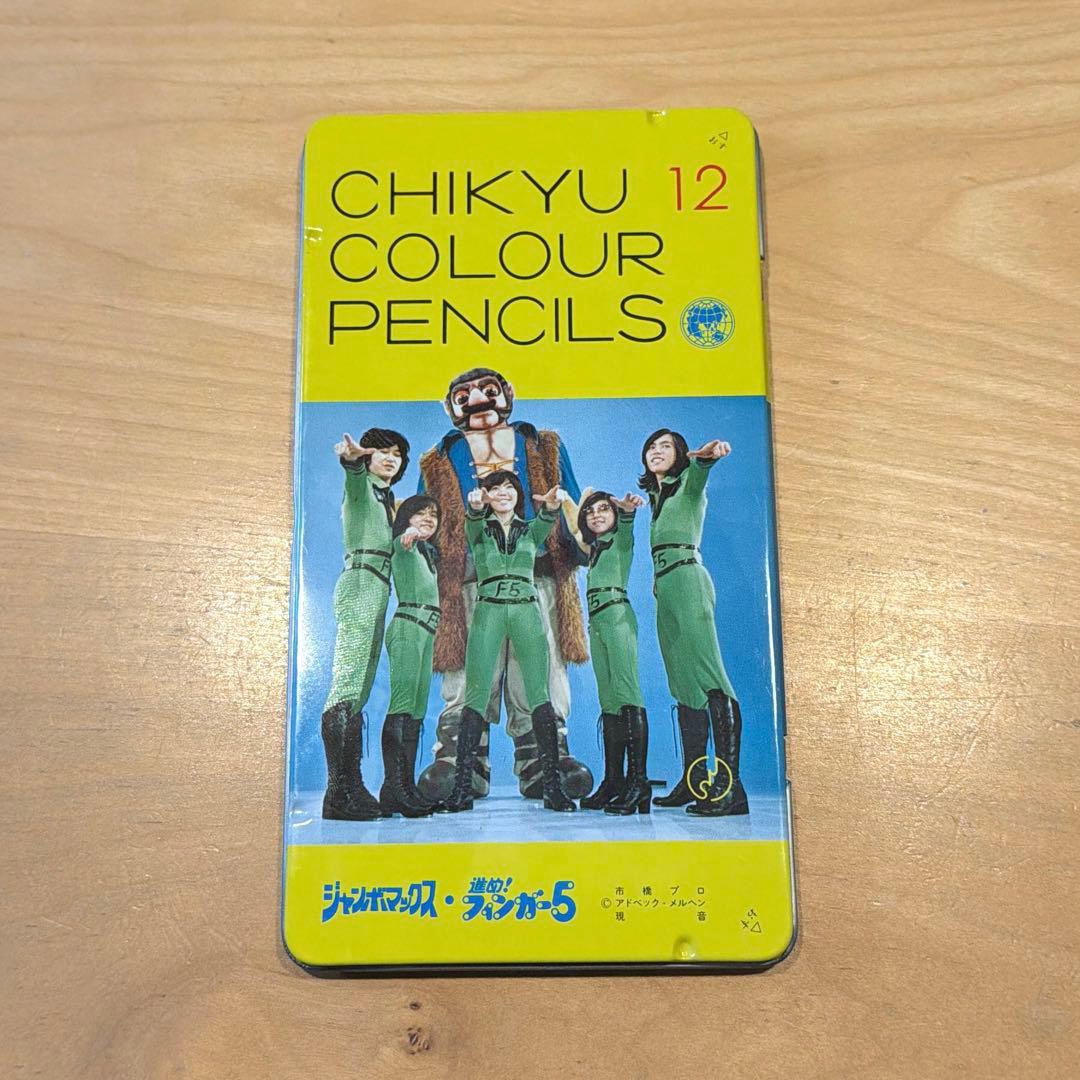 CHIKYU 12
COLOUR
PENCILS
F5
F5
ジャンボマックス・進め!フィンガー5
市橋プロ
©アドベック・メルヘン
現音